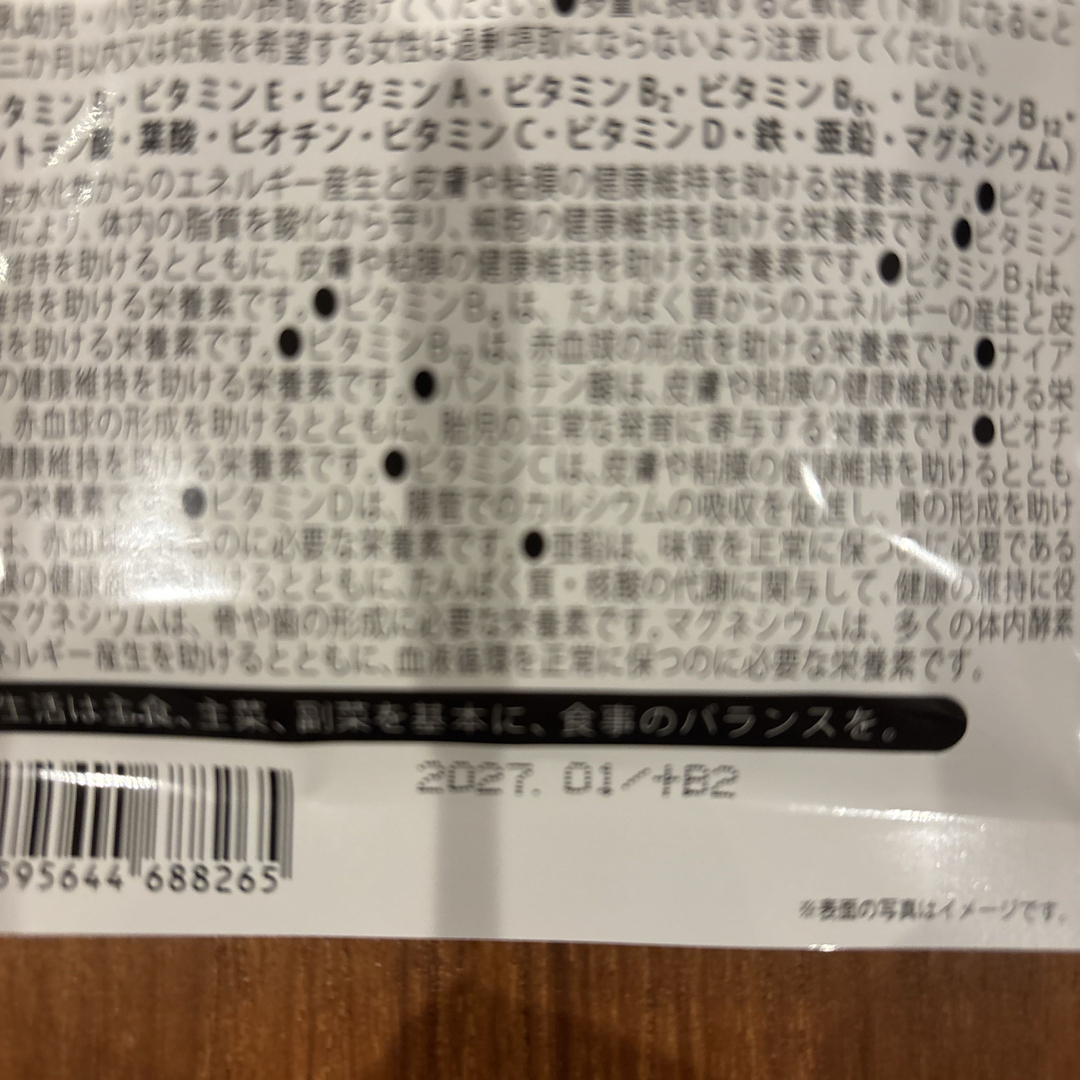 乳幼児・小児は本品の摂取を避けてください。●多量に摂取すると軟便(下痢)になること
三か月以内又は妊娠を希望する女性は過剰摂取にならないよう注意してください。
タミン ・ビタミンE・ビタミンA・ビタミンB2・ビタミンB6・ビタミンB12・
ントテン酸・葉酸・ビオチン・ビタミンC・ビタミンD・鉄・亜鉛・マグネシウム)
炭水化物からのエネルギー産生と皮膚や粘膜の健康維持を助ける栄養素です。●ビタミ
により、体内の脂質を酸化から守り、細胞の健康維持を助ける栄養素です。●ビタミン
維持を助けるとともに、皮膚や粘膜の健康維持を助ける栄養素です。●ビタミンB2は、
維持を助ける栄養素です。●ビタミンB6は、たんぱく質からのエネルギーの産生と皮
を助ける栄養素です。●ビタミンB12は、赤血球の形成を助ける栄養素です。●ナイア
の健康維持を助ける栄養素です。●パントテン酸は、皮膚や粘膜の健康維持を助ける栄
赤血球の形成を助けるとともに、胎児の正常な発育に寄与する栄養素です。●ビオチ
健康維持を助ける栄養素です。●ビタミンCは、皮膚や粘膜の健康維持を助けるととも
つ栄養素 ●ビタミンDは、腸管でのカルシウムの吸収を促進し、骨の形成を助け
は、赤血 のに必要な栄養素です。●亜鉛は、味覚を正常に保つのに必要である
の健康 けるとともに、たんぱく質・核酸の代謝に関与して、健康の維持に役
マグネシウムは、骨や歯の形成に必要な栄養素です。マグネシウムは、多くの体内酵素
ネルギー産生を助けるとともに、血液循環を正常に保つのに必要な栄養素です。
生活は主食、主菜、副菜を基本に、食事のバランスを。
2027. 01/+B2
595644 688265
※表面の写真はイメージです。